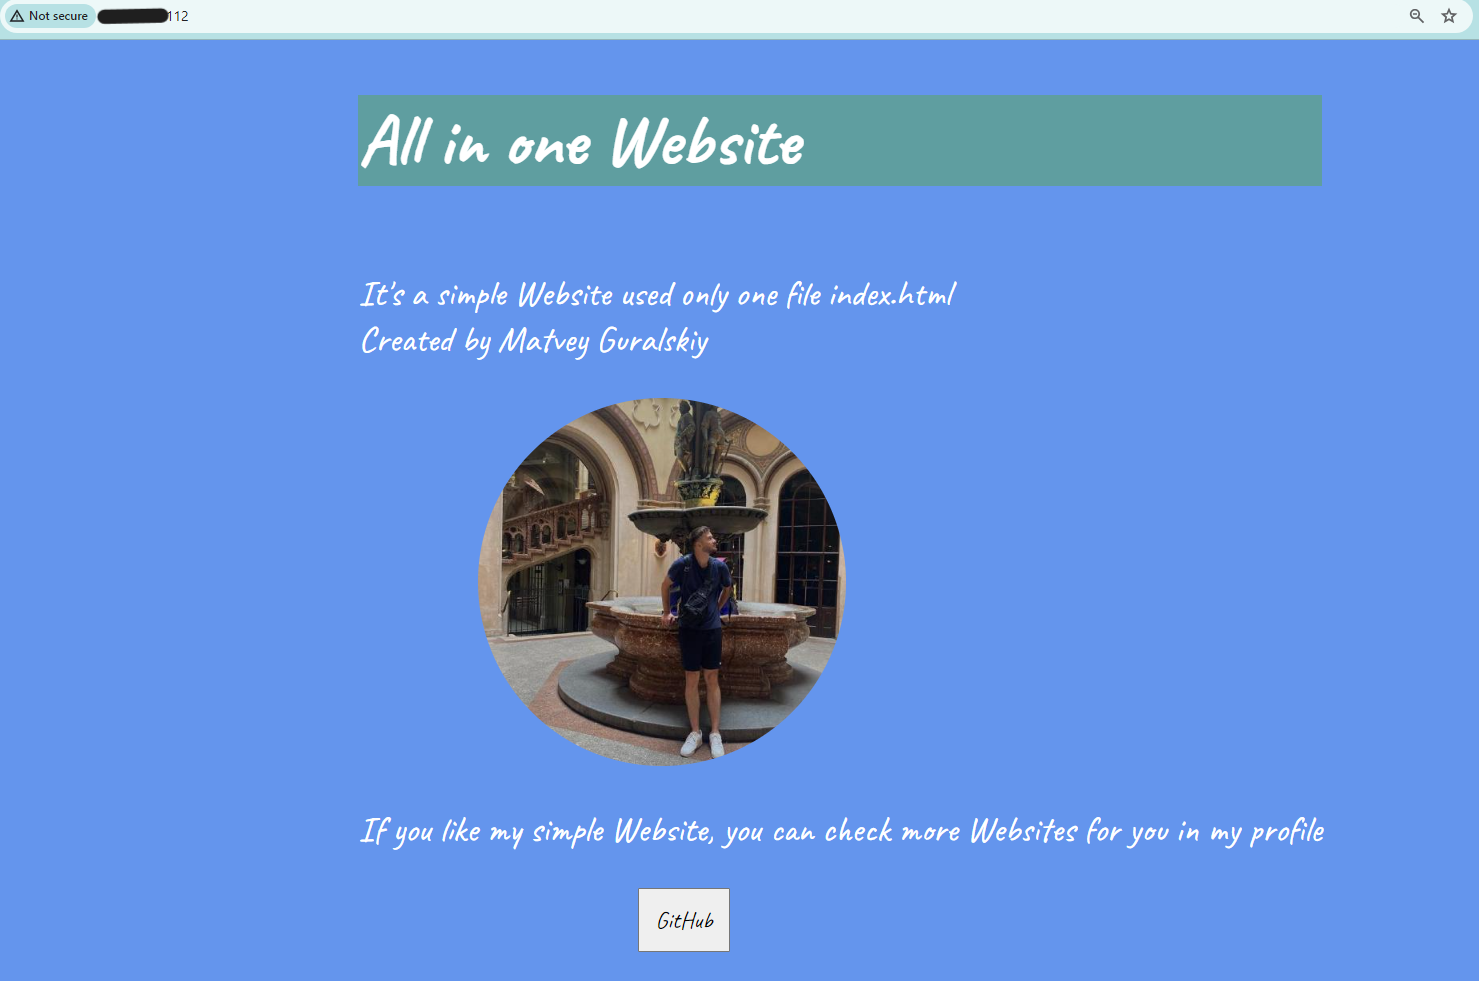 Not secure
112
All in one Website
It's a simple Website used only one file index.html
Created by Matvey Guralskiy
If you like my simple Website, you can check more Websites for you in my profile
GitHub